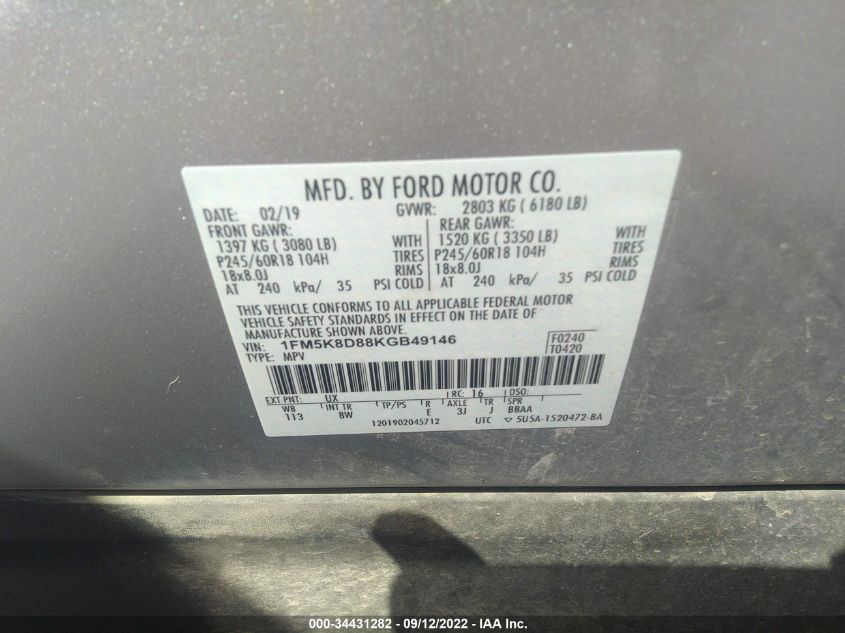 MFD. BY FORD MOTOR CO.
DATE: 02/19 GVWR: 2803 KG ( 6180 LB)
FRONT GAWR: REAR GAWR:
1397 KG ( 3080 LB) WITH 1520 KG ( 3350 LB) WITH
P245/60R18 104H TIRES P245/60R18 104H TIRES
18x8.0J RIMS 18x8.0J RIMS
AT 240 kPa/ 35 PSI COLD AT 240 kPa/ 35 PSI COLD
THIS VEHICLE CONFORMS TO ALL APPLICABLE FEDERAL MOTOR
VEHICLE SAFETY STANDARDS IN EFFECT ON THE DATE OF
MANUFACTURE SHOWN ABOVE.
VIN: 1FM5K8D88KGB49146 F0240
TYPE: MPV T0420
EXT PNT: UX RC: 16 DSO:
WB INT TR TP/PS R AXLE TR SPR
113 8W E 3J J BBAA
1201902045712 UTC ▽ 5U5A-1520472-BA
000-34431282 - 09/12/2022 - IAA Inc.